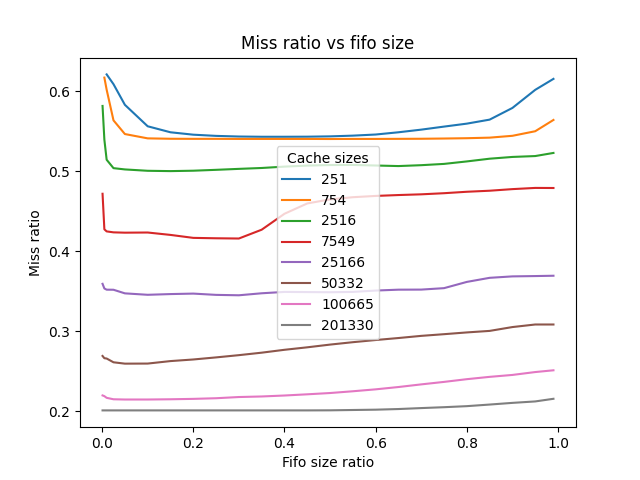 Miss ratio vs fifo size
Miss ratio
0.6
0.5
0.4
0.3
0.2
Cache sizes
251
754
2516
7549
25166
50332
100665
201330
0.0 0.2 0.4 0.6 0.8 1.0
Fifo size ratio